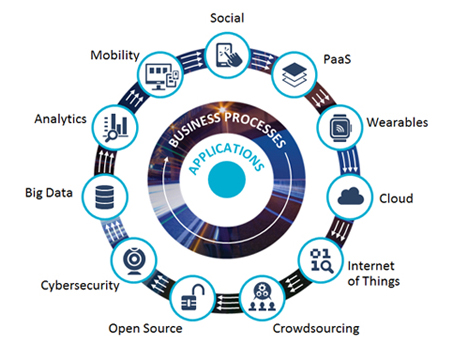 Social
Mobility
PaaS
Analytics
BUSINESS PROCESSES
Wearables
APPLICATIONS
Big Data
Cloud
Cybersecurity
Internet
of Things
Open Source
Crowdsourcing